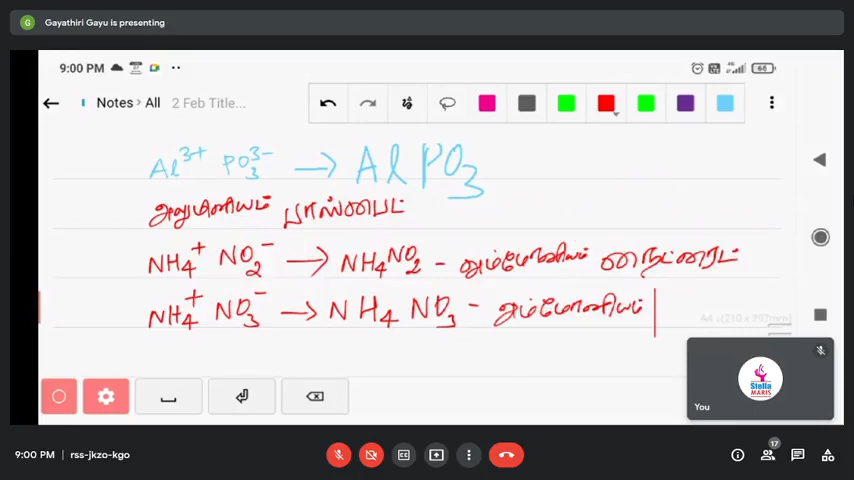 Gayathiri Gayu is presenting
9:00 PM
66
Notes > All 2 Feb Title...
Al³⁺ PO₃³⁻ → AlPO₃
அலுமினியம் பாஸ்பைட்
NH₄⁺ NO₂⁻ → NH₄NO₂ - அம்மோனியம் நைட்ரைட்
NH₄⁺ NO₃⁻ → NH₄NO₃ - அம்மோனியம்
A4 (210 x 297mm)
Stella
MARIS
You
9:00 PM | rss-jkzo-kgo
17